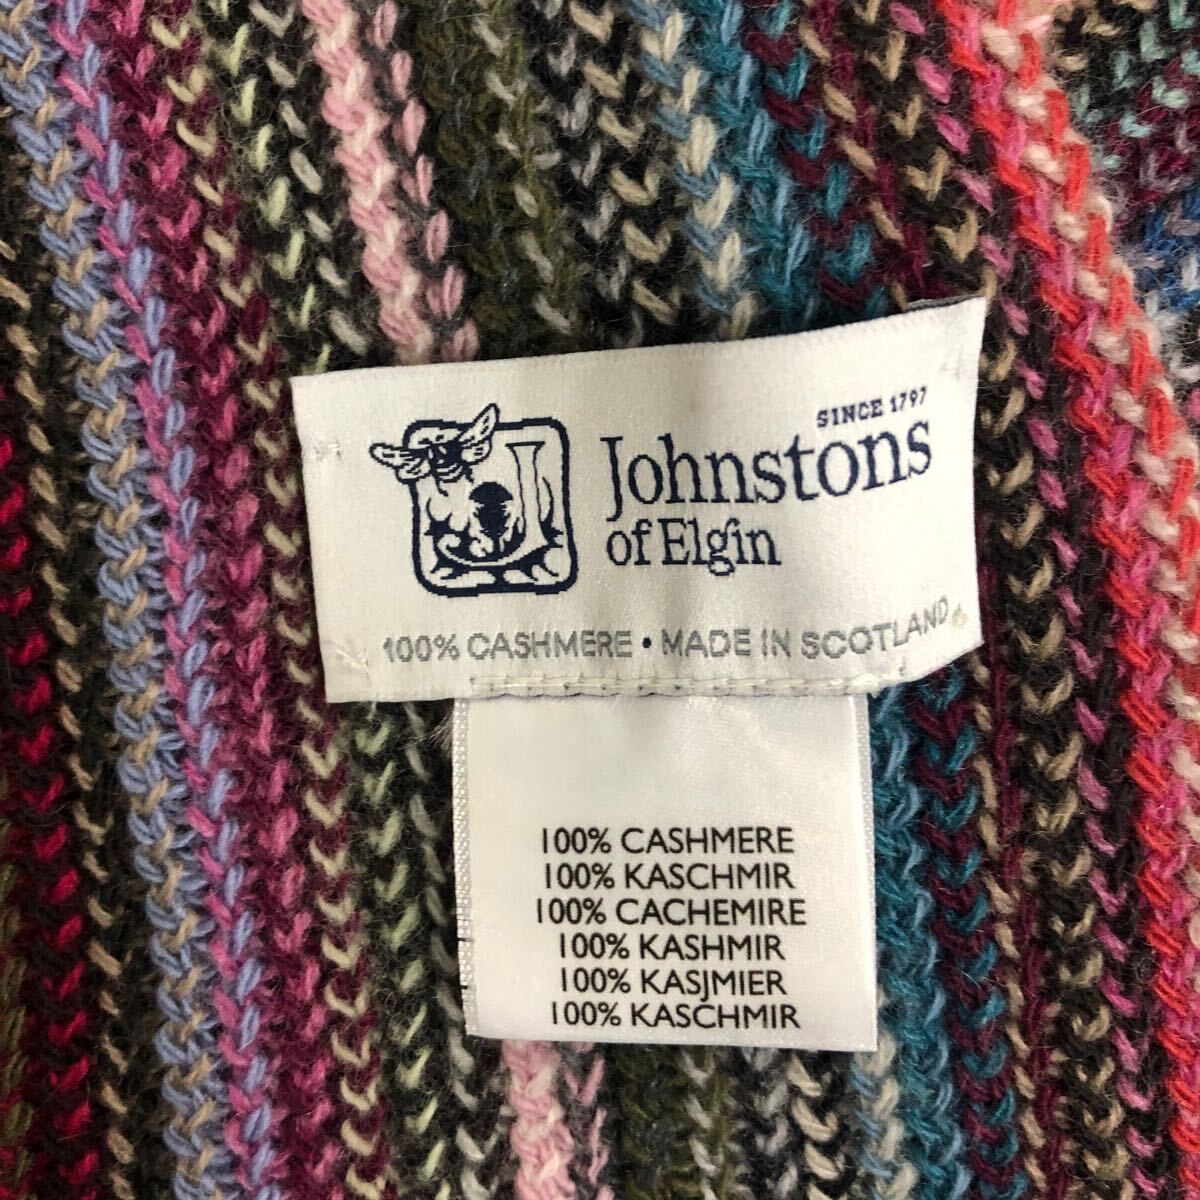 SINCE 1797
Johnstons
of Elgin
100% CASHMERE • MADE IN SCOTLAND
100% CASHMERE
100% KASCHMIR
100% CACHEMIRE
100% KASHMIR
100% KASJMIER
100% KASCHMIR